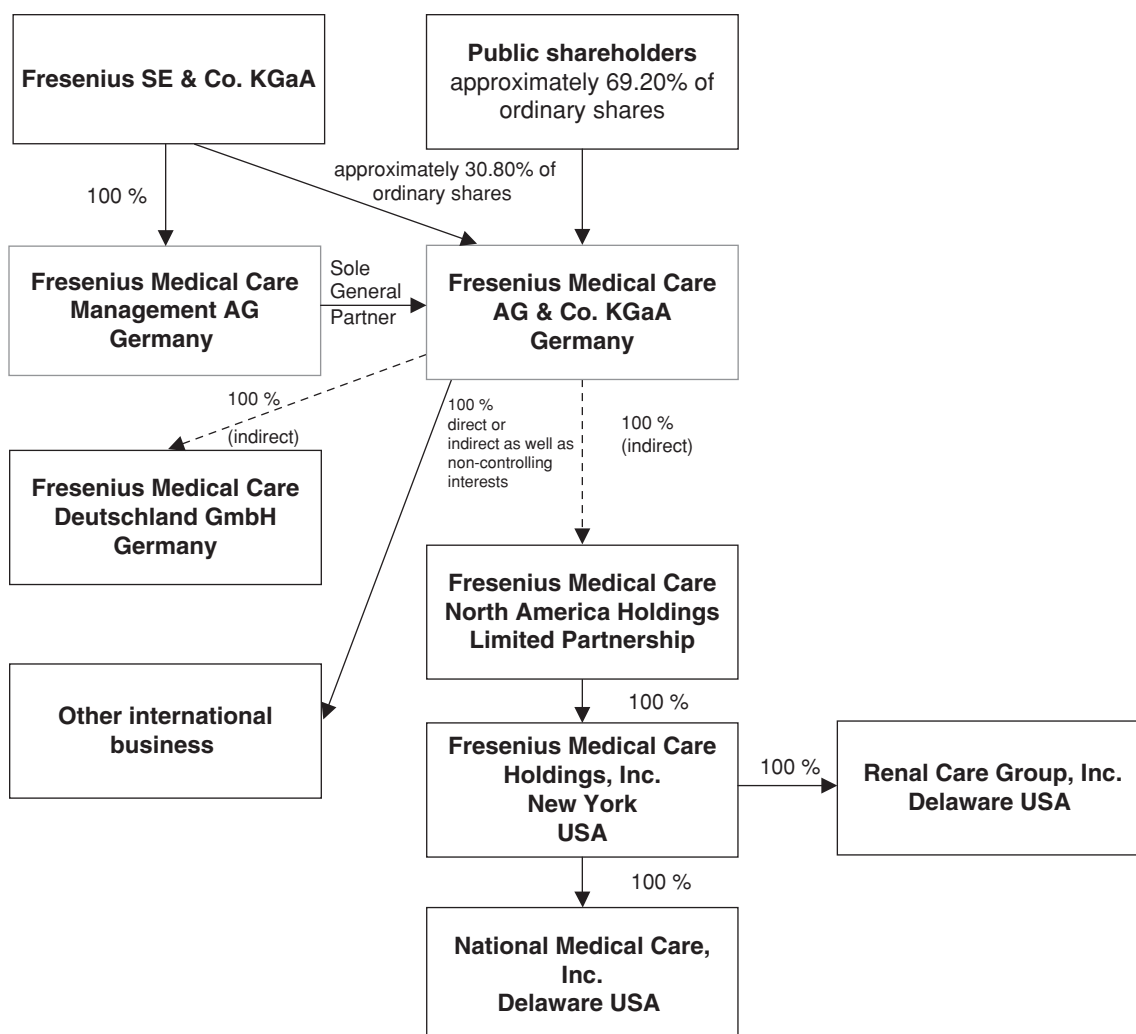 Fresenius SE & Co. KGaA
Public shareholders
approximately 69.20% of
ordinary shares
100 %
approximately 30.80% of
ordinary shares
Fresenius Medical Care
Management AG
Germany
Sole
General
Partner
Fresenius Medical Care
AG & Co. KGaA
Germany
100 %
(indirect)
100 %
direct or
indirect as well as
non-controlling
interests
100 %
(indirect)
Fresenius Medical Care
Deutschland GmbH
Germany
Fresenius Medical Care
North America Holdings
Limited Partnership
Other international
business
100 %
Fresenius Medical Care
Holdings, Inc.
New York
USA
100 %
Renal Care Group, Inc.
Delaware USA
100 %
National Medical Care,
Inc.
Delaware USA